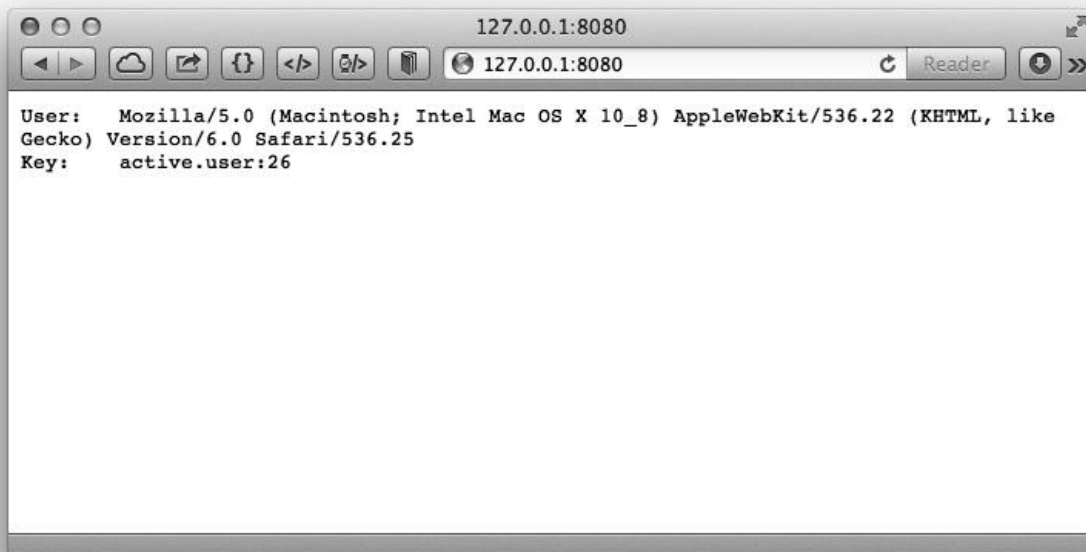 127.0.0.1:8080
{} </> 127.0.0.1:8080 Reader
User:   Mozilla/5.0 (Macintosh; Intel Mac OS X 10_8) AppleWebKit/536.22 (KHTML, like
Gecko) Version/6.0 Safari/536.25
Key:    active.user:26